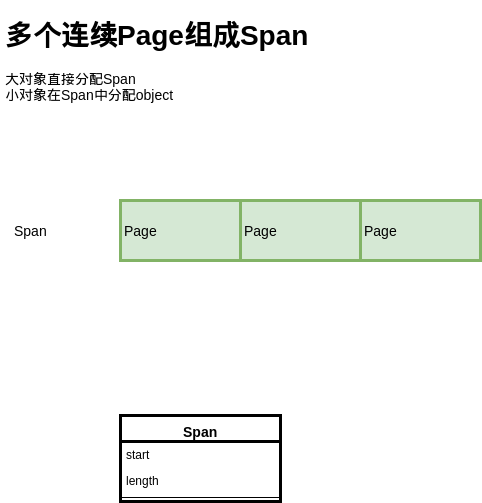 多个连续Page组成Span
大对象直接分配Span
小对象在Span中分配object
Span Page Page Page
Span
start
length